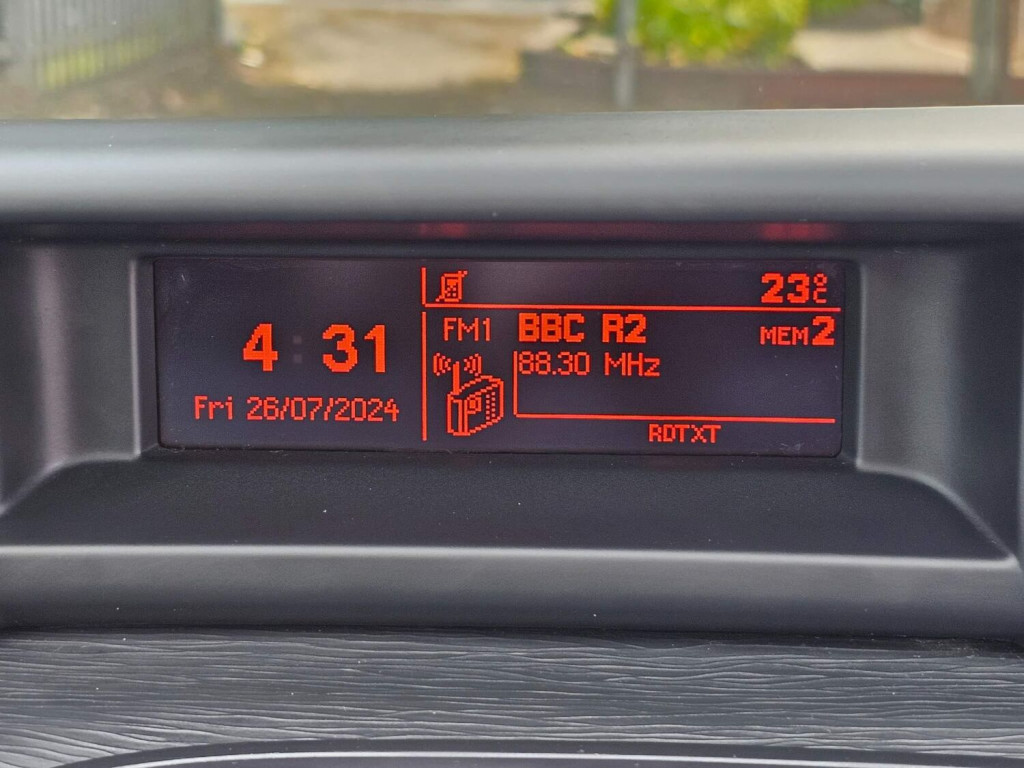 4:31
Fri 26/07/2024
23°C
FM1 BBC R2 MEM2
88.30 MHz
RDTXT